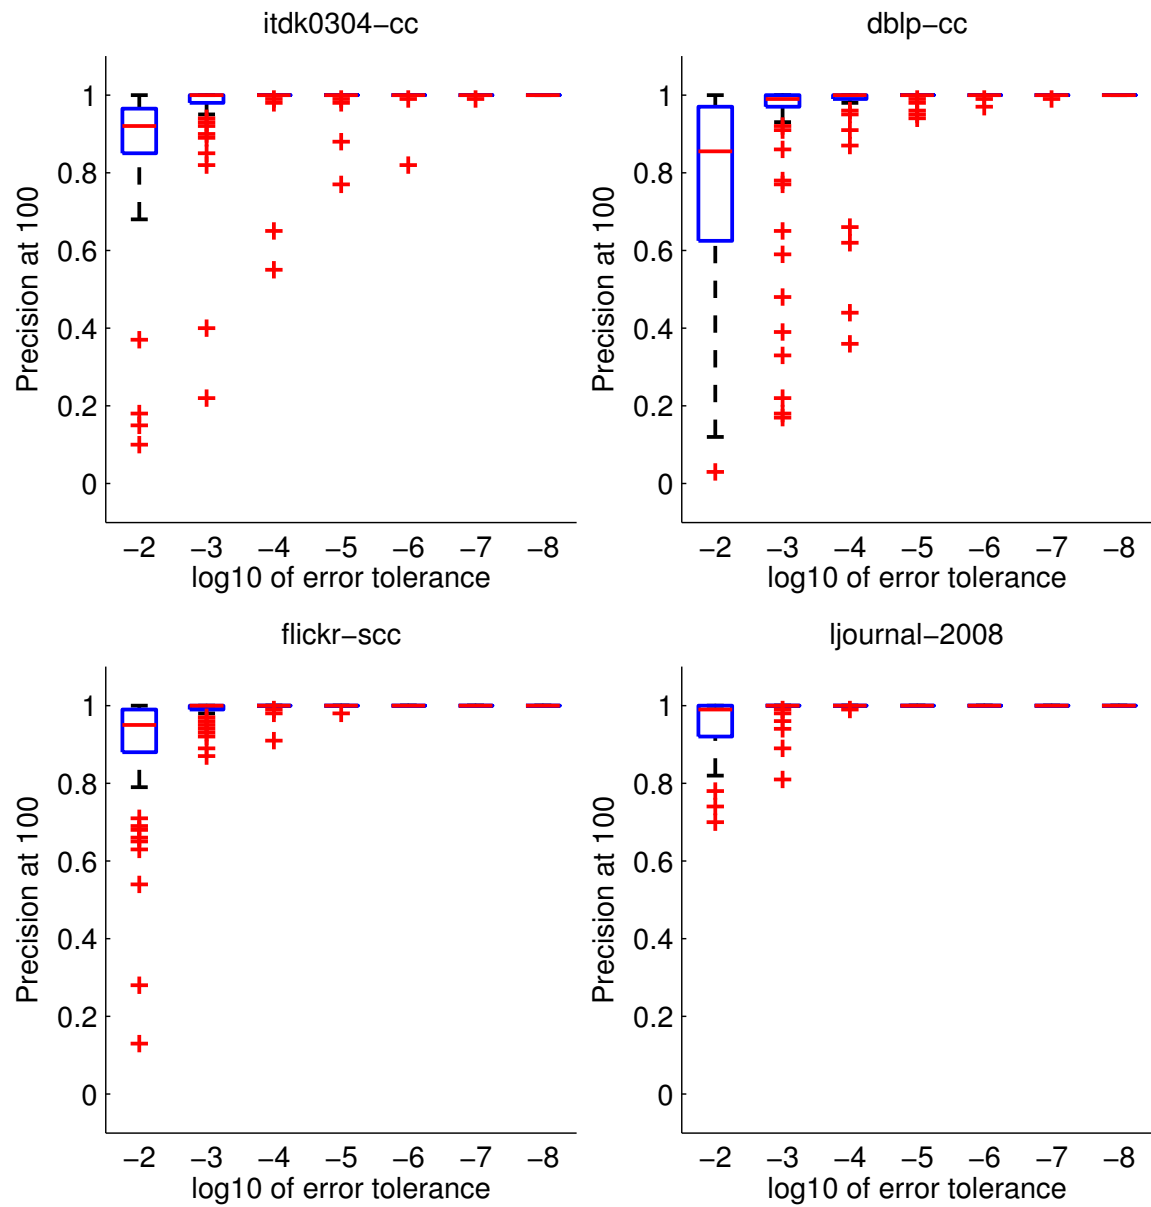 itdk0304−cc
1
0.8
0.6
0.4
0.2
0
Precision at 100
−2 −3 −4 −5 −6 −7 −8
log10 of error tolerance
dblp−cc
1
0.8
0.6
0.4
0.2
0
Precision at 100
−2 −3 −4 −5 −6 −7 −8
log10 of error tolerance
flickr−scc
1
0.8
0.6
0.4
0.2
0
Precision at 100
−2 −3 −4 −5 −6 −7 −8
log10 of error tolerance
ljournal−2008
1
0.8
0.6
0.4
0.2
0
Precision at 100
−2 −3 −4 −5 −6 −7 −8
log10 of error tolerance